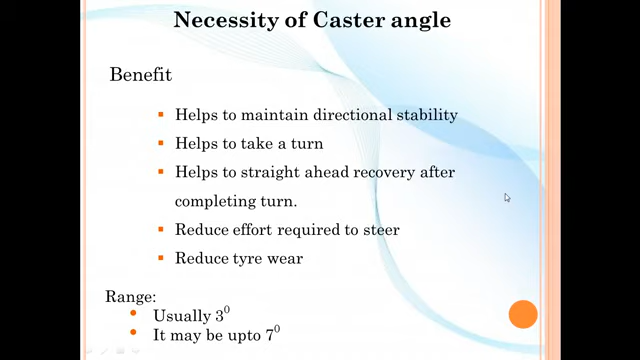 Necessity of Caster angle
Benefit
▪ Helps to maintain directional stability
▪ Helps to take a turn
▪ Helps to straight ahead recovery after
completing turn.
▪ Reduce effort required to steer
▪ Reduce tyre wear
Range:
• Usually 3⁰
• It may be upto 7⁰